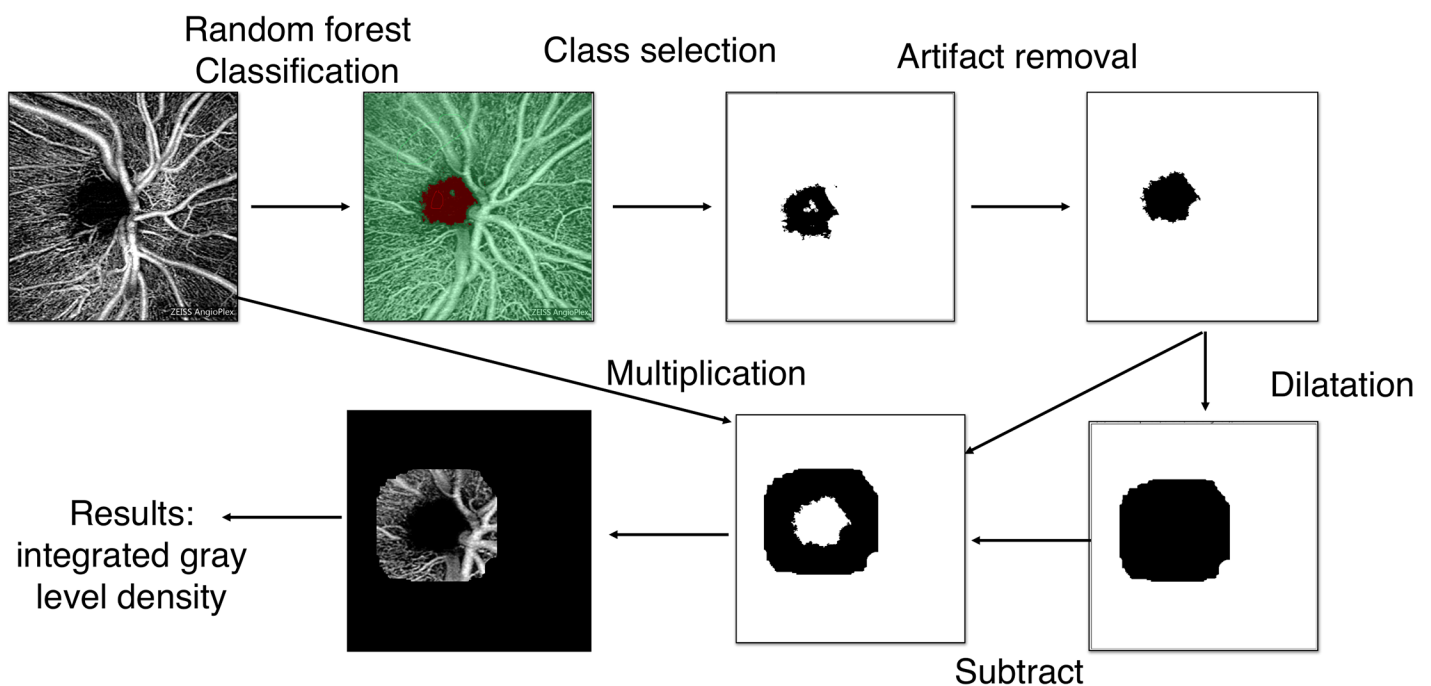 Random forest
Classification
Class selection
Artifact removal
ZEISS AngioPlex
ZEISS AngioPlex
Multiplication
Dilatation
Results:
integrated gray
level density
Subtract